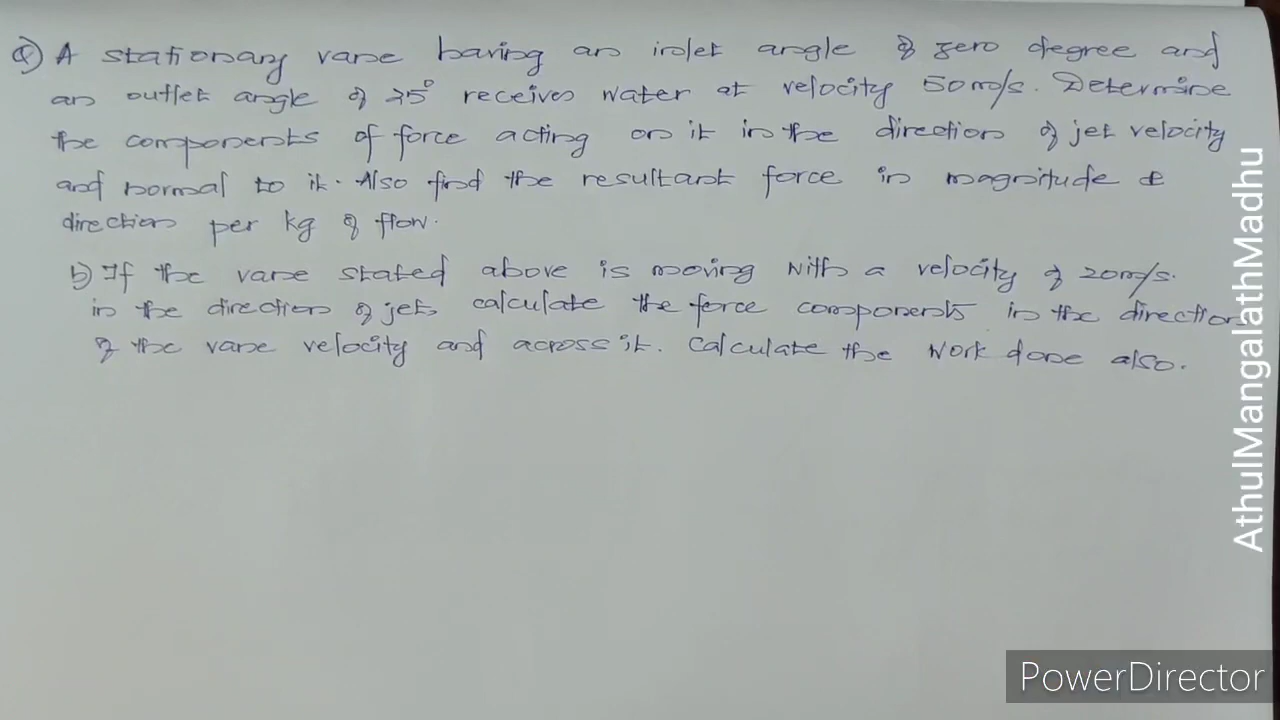 Q) A stationary vane having an inlet angle of zero degree and
an outlet angle of 25° receives water at velocity 50m/s. Determine
the components of force acting on it in the direction of jet velocity
and normal to it. Also find the resultant force in magnitude &
direction per kg of flow.
b) If the vane stated above is moving with a velocity of 20m/s.
in the direction of jet, calculate the force components in the direction
of the vane velocity and across it. Calculate the work done also.
AthulMangalathMadhu
PowerDirector